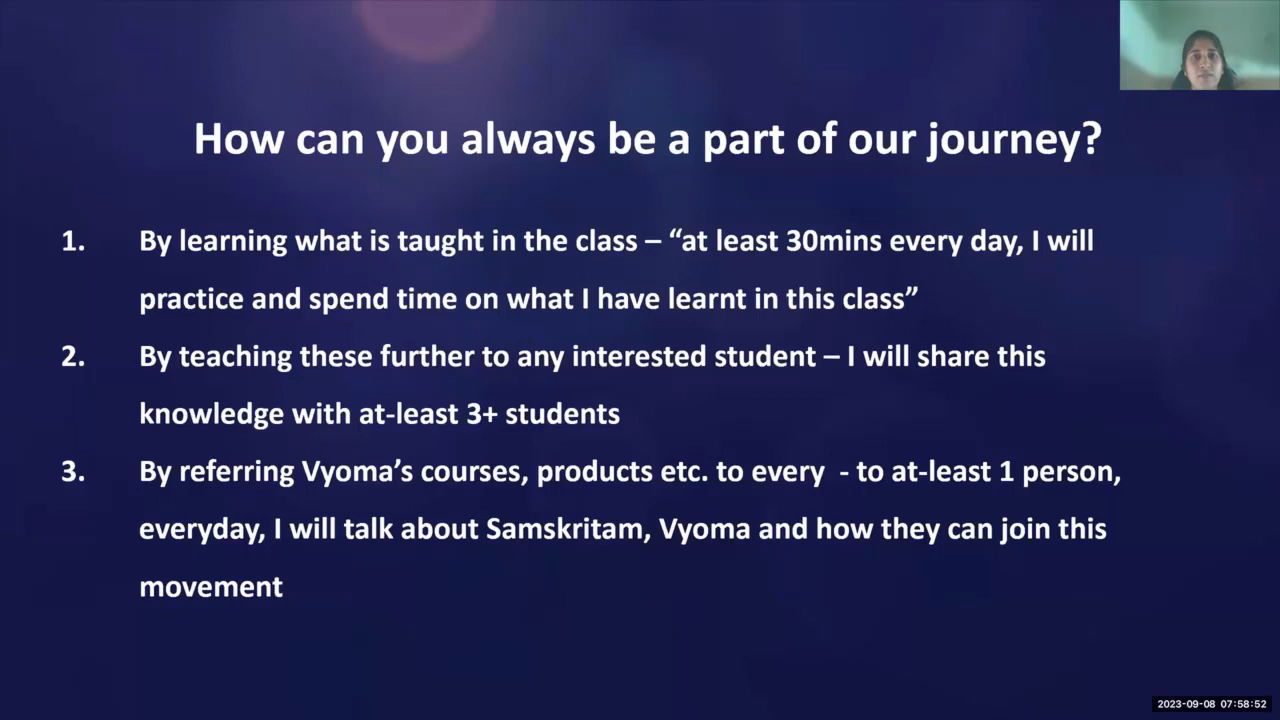 How can you always be a part of our journey?
1. By learning what is taught in the class – “at least 30mins every day, I will
practice and spend time on what I have learnt in this class”
2. By teaching these further to any interested student – I will share this
knowledge with at-least 3+ students
3. By referring Vyoma’s courses, products etc. to every  - to at-least 1 person,
everyday, I will talk about Samskritam, Vyoma and how they can join this
movement
2023-09-08 07:58:52